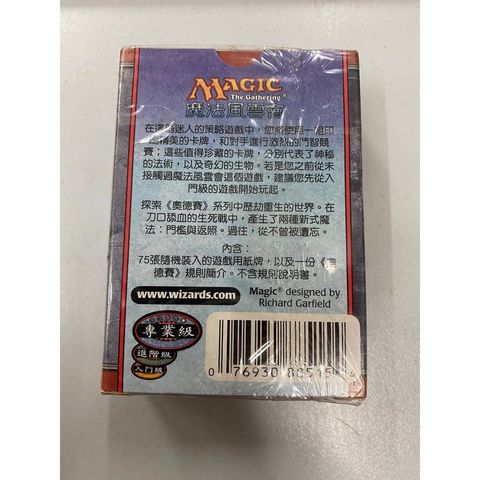 MAGIC
The Gathering®
魔法風雲會
在這迷人的策略遊戲中，您將使用一組印
製精美的卡牌，和對手進行激烈的鬥智競
賽：這些值得珍藏的卡牌，分別代表了神秘
的法術，以及奇幻的生物。若是您之前從未
接觸過魔法風雲會這個遊戲，建議您先從入
門級的遊戲開始玩起。
探索《奧德賽》系列中歷劫重生的世界。在
刀口舔血的生死戰中，產生了兩種新式魔
法：門檻與返照。過往，從不曾被遺忘。
內含：
75張隨機裝入的遊戲用紙牌，以及一份《奧
德賽》規則簡介。不含規則說明書。
www.wizards.com
Magic® designed by
Richard Garfield
專業級
進階級
入門級
0 76930 88515